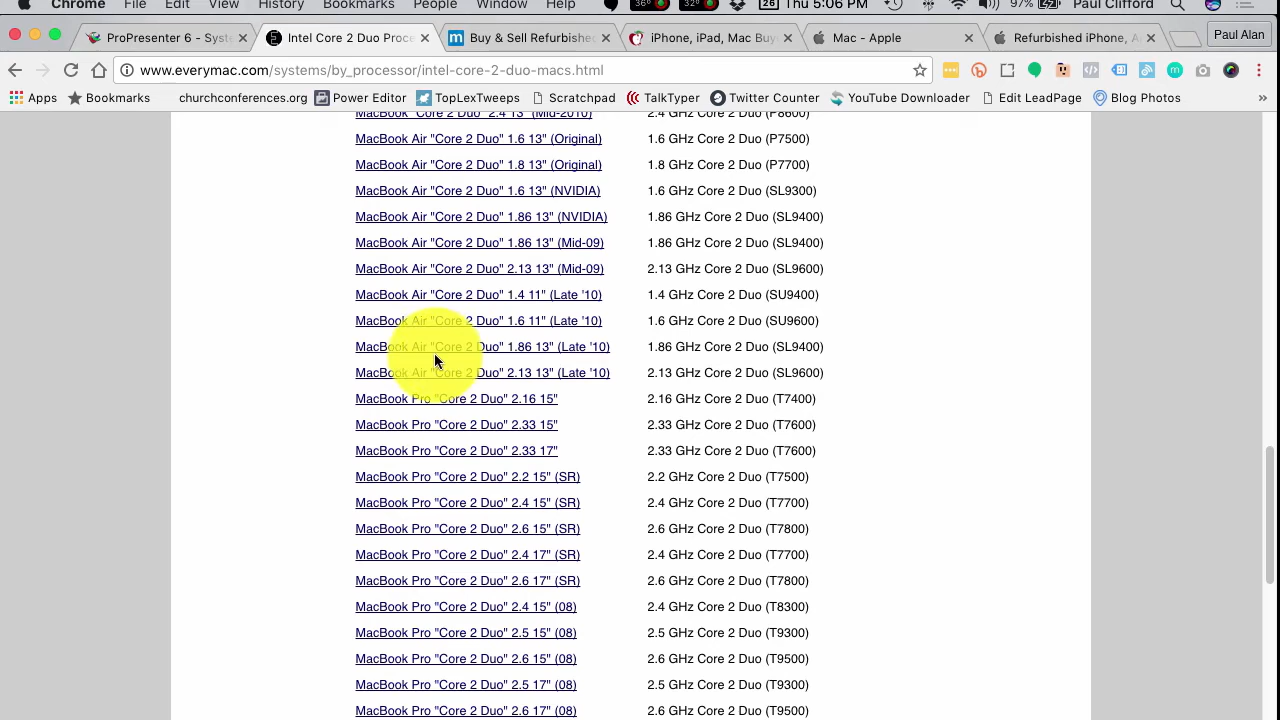 Chrome File Edit View History Bookmarks People Window Help 36° 32° 26 Thu 5:06 PM 97% Paul Clifford
ProPresenter 6 - Syst Intel Core 2 Duo Proce Buy & Sell Refurbishe iPhone, iPad, Mac Buy Mac - Apple Refurbished iPhone, A Paul Alan
www.everymac.com/systems/by_processor/intel-core-2-duo-macs.html
Apps Bookmarks churchconferences.org Power Editor TopLexTweeps Scratchpad TalkTyper Twitter Counter YouTube Downloader Edit LeadPage Blog Photos »
MacBook "Core 2 Duo" 2.4 13" (Mid-2010) 2.4 GHz Core 2 Duo (P8600)
MacBook Air "Core 2 Duo" 1.6 13" (Original) 1.6 GHz Core 2 Duo (P7500)
MacBook Air "Core 2 Duo" 1.8 13" (Original) 1.8 GHz Core 2 Duo (P7700)
MacBook Air "Core 2 Duo" 1.6 13" (NVIDIA) 1.6 GHz Core 2 Duo (SL9300)
MacBook Air "Core 2 Duo" 1.86 13" (NVIDIA) 1.86 GHz Core 2 Duo (SL9400)
MacBook Air "Core 2 Duo" 1.86 13" (Mid-09) 1.86 GHz Core 2 Duo (SL9400)
MacBook Air "Core 2 Duo" 2.13 13" (Mid-09) 2.13 GHz Core 2 Duo (SL9600)
MacBook Air "Core 2 Duo" 1.4 11" (Late '10) 1.4 GHz Core 2 Duo (SU9400)
MacBook Air "Core 2 Duo" 1.6 11" (Late '10) 1.6 GHz Core 2 Duo (SU9600)
MacBook Air "Core 2 Duo" 1.86 13" (Late '10) 1.86 GHz Core 2 Duo (SL9400)
MacBook Air "Core 2 Duo" 2.13 13" (Late '10) 2.13 GHz Core 2 Duo (SL9600)
MacBook Pro "Core 2 Duo" 2.16 15" 2.16 GHz Core 2 Duo (T7400)
MacBook Pro "Core 2 Duo" 2.33 15" 2.33 GHz Core 2 Duo (T7600)
MacBook Pro "Core 2 Duo" 2.33 17" 2.33 GHz Core 2 Duo (T7600)
MacBook Pro "Core 2 Duo" 2.2 15" (SR) 2.2 GHz Core 2 Duo (T7500)
MacBook Pro "Core 2 Duo" 2.4 15" (SR) 2.4 GHz Core 2 Duo (T7700)
MacBook Pro "Core 2 Duo" 2.6 15" (SR) 2.6 GHz Core 2 Duo (T7800)
MacBook Pro "Core 2 Duo" 2.4 17" (SR) 2.4 GHz Core 2 Duo (T7700)
MacBook Pro "Core 2 Duo" 2.6 17" (SR) 2.6 GHz Core 2 Duo (T7800)
MacBook Pro "Core 2 Duo" 2.4 15" (08) 2.4 GHz Core 2 Duo (T8300)
MacBook Pro "Core 2 Duo" 2.5 15" (08) 2.5 GHz Core 2 Duo (T9300)
MacBook Pro "Core 2 Duo" 2.6 15" (08) 2.6 GHz Core 2 Duo (T9500)
MacBook Pro "Core 2 Duo" 2.5 17" (08) 2.5 GHz Core 2 Duo (T9300)
MacBook Pro "Core 2 Duo" 2.6 17" (08) 2.6 GHz Core 2 Duo (T9500)